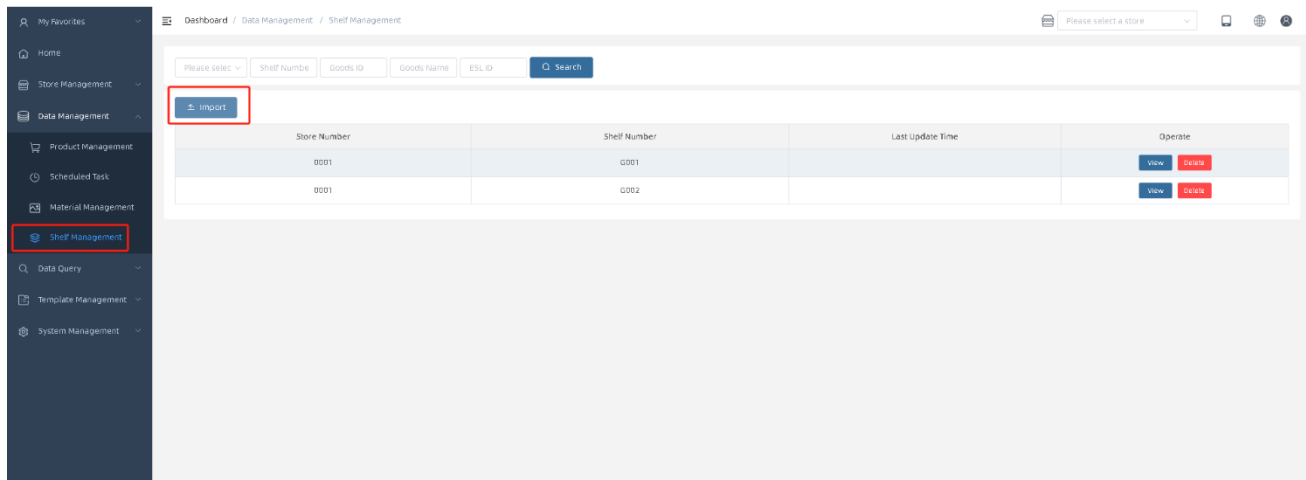 My Favorites
Dashboard / Data Management / Shelf Management
Please select a store
Home
Store Management
Data Management
Product Management
Scheduled Task
Material Management
Shelf Management
Data Query
Template Management
System Management
Please selec Shelf Numbe Goods ID Goods Name ESL ID Search
Import
Store Number Shelf Number Last Update Time Operate
0001 G001 View Delete
0001 G002 View Delete